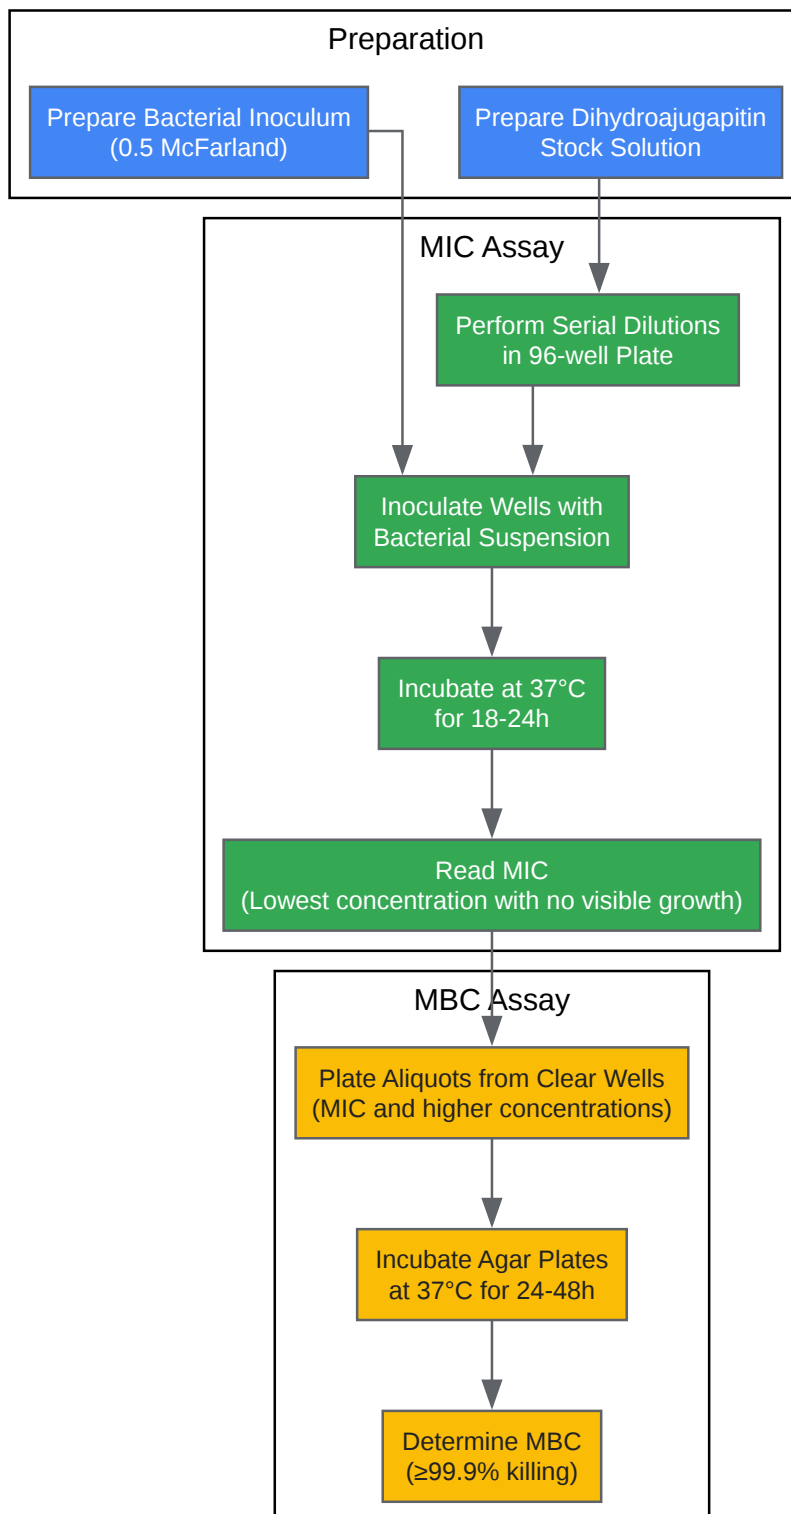 Preparation
Prepare Bacterial Inoculum
(0.5 McFarland)
Prepare Dihydroajugapitin
Stock Solution
MIC Assay
Perform Serial Dilutions
in 96-well Plate
Inoculate Wells with
Bacterial Suspension
Incubate at 37°C
for 18-24h
Read MIC
(Lowest concentration with no visible growth)
MBC Assay
Plate Aliquots from Clear Wells
(MIC and higher concentrations)
Incubate Agar Plates
at 37°C for 24-48h
Determine MBC
(≥99.9% killing)